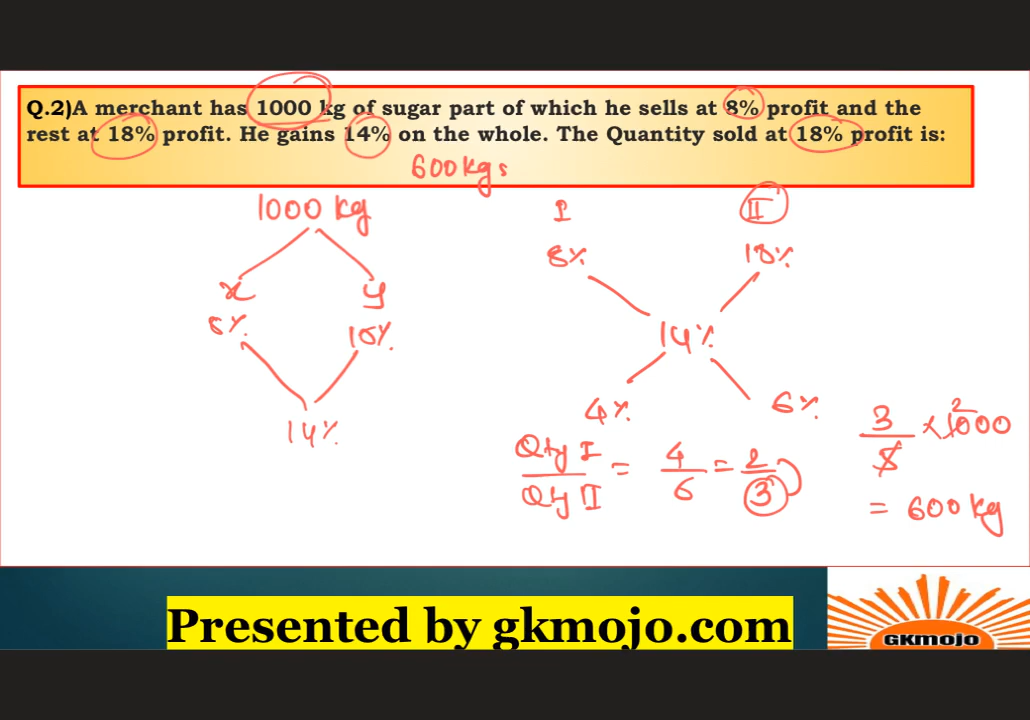 Q.2)A merchant has 1000 kg of sugar part of which he sells at 8% profit and the
rest at 18% profit. He gains 14% on the whole. The Quantity sold at 18% profit is:
600 kgs
1000 kg
x y
8% 18%
14%
I II
8% 18%
14%
4% 6%
Qty I / Qty II = 4/6 = 2/3
3/5 × 1000 2
= 600 kg
Presented by gkmojo.com
GKmojo